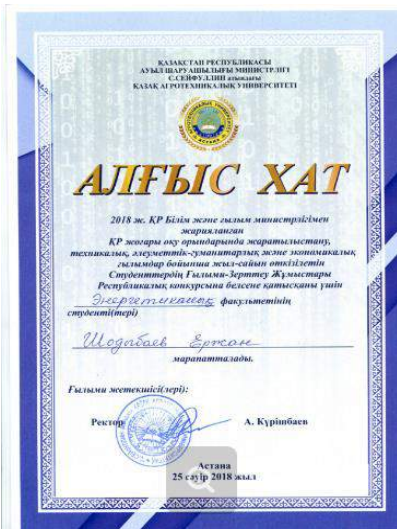 ҚАЗАҚСТАН РЕСПУБЛИКАСЫ
АУЫЛ ШАРУАШЫЛЫҒЫ МИНИСТРЛІГІ
С.СЕЙФУЛЛИН атындағы
ҚАЗАҚ АГРОТЕХНИКАЛЫҚ УНИВЕРСИТЕТІ
АЛҒЫС ХАТ
2018 ж. ҚР Білім және ғылым министрлігімен
жарияланған
ҚР жоғары оқу орындарында жаратылыстану,
техникалық, әлеуметтік-гуманитарлық және экономикалық
ғылымдар бойынша жыл-сайын өткізілетін
Студенттердің Ғылыми-Зерттеу Жұмыстары
Республикалық конкурсына белсене қатысқаны үшін
Энергетикалық факультетінің
студенті(тері)
Шодыбаев Ержан
марапатталады.
Ғылыми жетекшісі(лері):
Ректор А. Күрішбаев
Астана
25 сәуір 2018 жыл